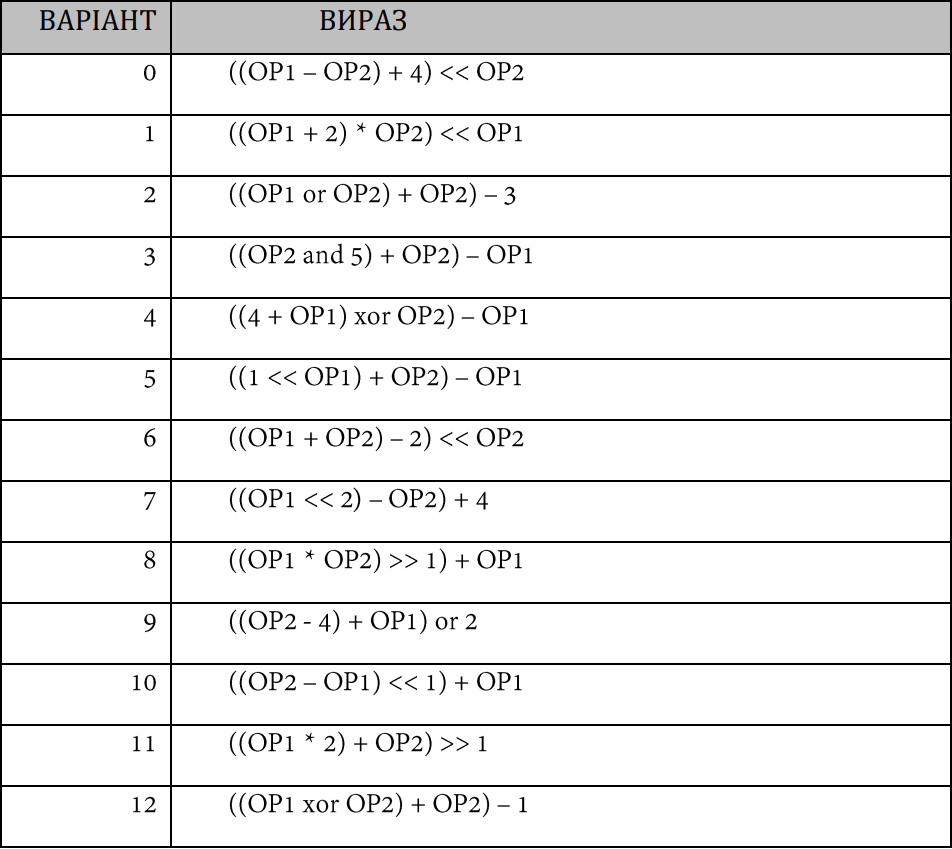 ВАРІАНТ ВИРАЗ
0 ((OP1 – OP2) + 4) << OP2
1 ((OP1 + 2) * OP2) << OP1
2 ((OP1 or OP2) + OP2) – 3
3 ((OP2 and 5) + OP2) – OP1
4 ((4 + OP1) xor OP2) – OP1
5 ((1 << OP1) + OP2) – OP1
6 ((OP1 + OP2) – 2) << OP2
7 ((OP1 << 2) – OP2) + 4
8 ((OP1 * OP2) >> 1) + OP1
9 ((OP2 - 4) + OP1) or 2
10 ((OP2 – OP1) << 1) + OP1
11 ((OP1 * 2) + OP2) >> 1
12 ((OP1 xor OP2) + OP2) – 1